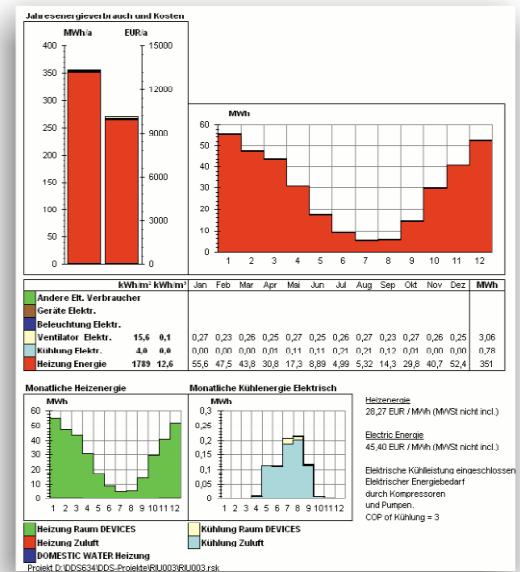 Jahresenergieverbrauch und Kosten
MWh/a EUR/a
400 15000
350
300 12000
250
9000
200
150 6000
100
3000
50
0 0
MWh
60
50
40
30
20
10
0
1 2 3 4 5 6 7 8 9 10 11 12
kWh/m² kWh/m³ Jan Feb Mar Apr Mai Jun Jul Aug Sep Okt Nov Dez MWh
Andere Elt. Verbraucher
Geräte Elektr.
Beleuchtung Elektr.
Ventilator Elektr. 15,6 0,1 0,27 0,23 0,26 0,25 0,27 0,25 0,26 0,27 0,23 0,27 0,26 0,25 3,06
Kühlung Elektr. 4,0 0,0 0,00 0,00 0,00 0,01 0,11 0,11 0,21 0,21 0,12 0,01 0,00 0,00 0,78
Heizung Energie 1789 12,6 55,6 47,5 43,8 30,8 17,3 8,89 4,99 5,32 14,3 29,8 40,7 52,4 351
Monatliche Heizenergie
MWh
60
50
40
30
20
10
0
1 2 3 4 5 6 7 8 9 10 11 12
Monatliche Kühlenergie Elektrisch
MWh
0,3
0,25
0,2
0,15
0,1
0,05
0
1 2 3 4 5 6 7 8 9 10 11 12
Heizenergie
28,27 EUR / MWh (MWSt nicht incl.)
Electric Energie
45,40 EUR / MWh (MWSt nicht incl.)
Elektrische Kühlleistung eingeschlossen
Elektrischer Energiebedarf
durch Kompressoren
und Pumpen.
COP of Kühlung = 3
Heizung Raum DEVICES
Heizung Zuluft
DOMESTIC WATER Heizung
Kühlung Raum DEVICES
Kühlung Zuluft
Projekt D:\DDS634\DDS-Projekte\RIU003\RIU003.rsk